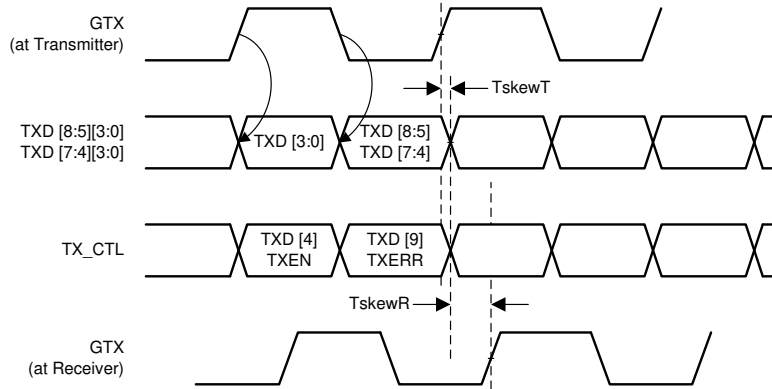 GTX
(at Transmitter)
TskewT
TXD [8:5][3:0]
TXD [7:4][3:0]
TXD [3:0]
TXD [8:5]
TXD [7:4]
TX_CTL
TXD [4]
TXEN
TXD [9]
TXERR
TskewR
GTX
(at Receiver)